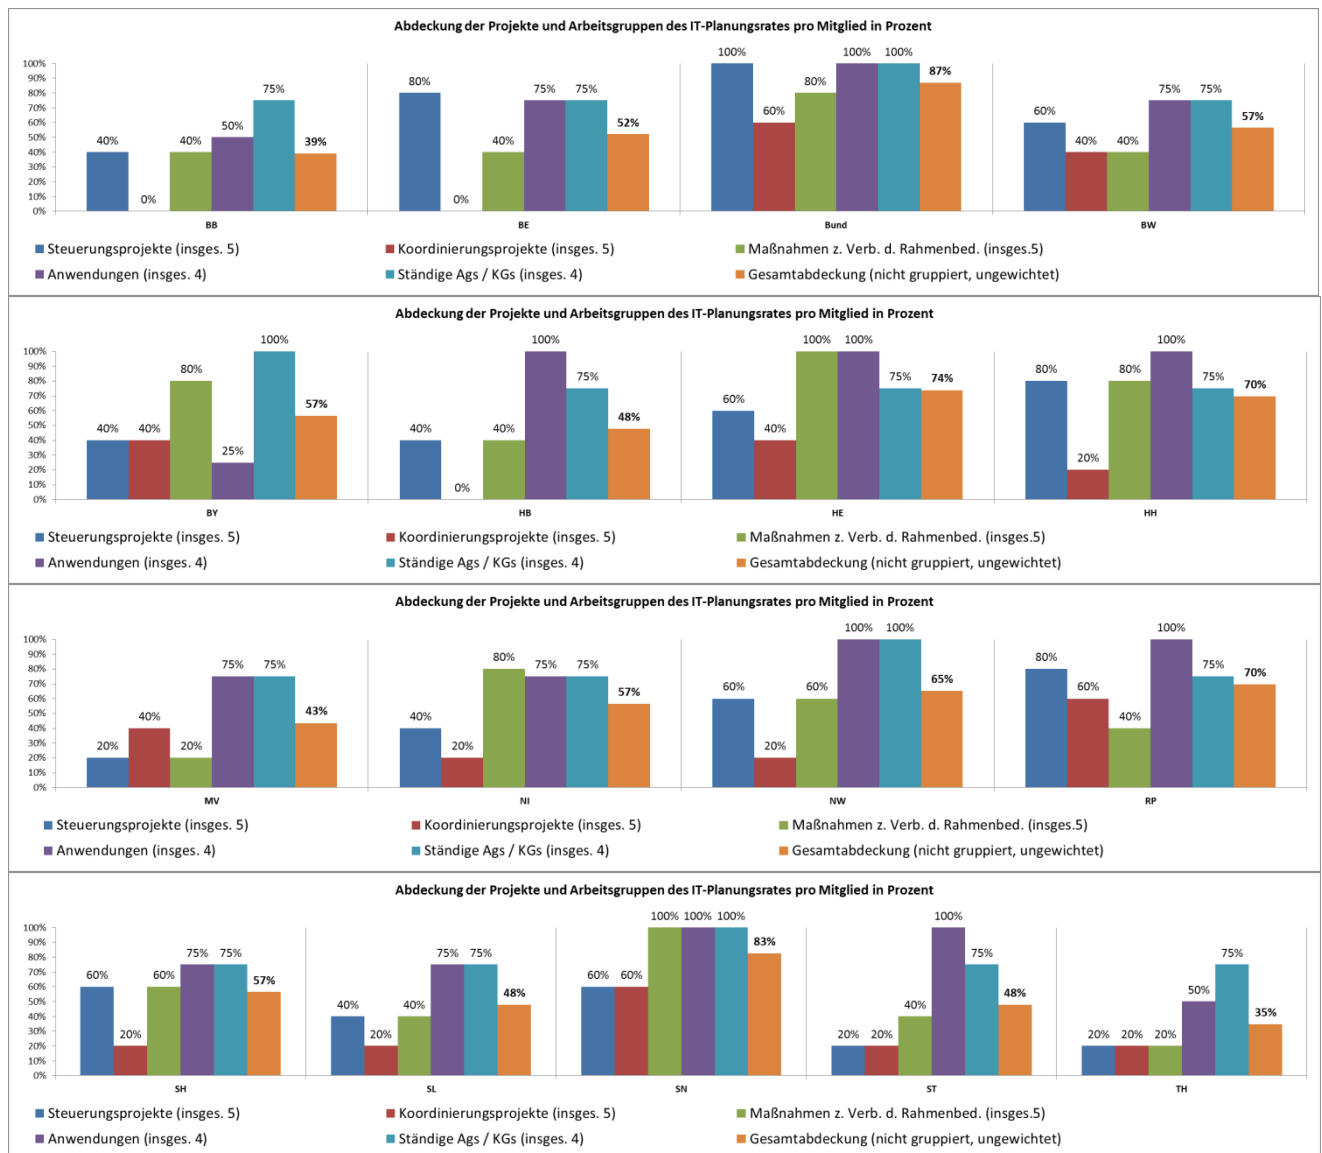 Abdeckung der Projekte und Arbeitsgruppen des IT-Planungsrates pro Mitglied in Prozent
100%
90%
80%
70%
60%
50%
40%
30%
20%
10%
0%
40% 0% 40% 50% 75% 39%
80% 0% 40% 75% 75% 52%
100% 60% 80% 100% 100% 87%
60% 40% 40% 75% 75% 57%
BB BE Bund BW
Steuerungsprojekte (insges. 5) Koordinierungsprojekte (insges. 5) Maßnahmen z. Verb. d. Rahmenbed. (insges.5)
Anwendungen (insges. 4) Ständige Ags / KGs (insges. 4) Gesamtabdeckung (nicht gruppiert, ungewichtet)
Abdeckung der Projekte und Arbeitsgruppen des IT-Planungsrates pro Mitglied in Prozent
100%
90%
80%
70%
60%
50%
40%
30%
20%
10%
0%
40% 40% 80% 25% 100% 57%
40% 0% 40% 100% 75% 48%
60% 40% 100% 100% 75% 74%
80% 20% 80% 100% 75% 70%
BY HB HE HH
Steuerungsprojekte (insges. 5) Koordinierungsprojekte (insges. 5) Maßnahmen z. Verb. d. Rahmenbed. (insges.5)
Anwendungen (insges. 4) Ständige Ags / KGs (insges. 4) Gesamtabdeckung (nicht gruppiert, ungewichtet)
Abdeckung der Projekte und Arbeitsgruppen des IT-Planungsrates pro Mitglied in Prozent
100%
90%
80%
70%
60%
50%
40%
30%
20%
10%
0%
20% 40% 20% 75% 75% 43%
40% 20% 80% 75% 75% 57%
60% 20% 60% 100% 100% 65%
80% 60% 40% 100% 75% 70%
MV NI NW RP
Steuerungsprojekte (insges. 5) Koordinierungsprojekte (insges. 5) Maßnahmen z. Verb. d. Rahmenbed. (insges.5)
Anwendungen (insges. 4) Ständige Ags / KGs (insges. 4) Gesamtabdeckung (nicht gruppiert, ungewichtet)
Abdeckung der Projekte und Arbeitsgruppen des IT-Planungsrates pro Mitglied in Prozent
100%
90%
80%
70%
60%
50%
40%
30%
20%
10%
0%
60% 20% 60% 75% 75% 57%
40% 20% 40% 75% 75% 48%
60% 60% 100% 100% 100% 83%
20% 20% 40% 100% 75% 48%
20% 20% 20% 50% 75% 35%
SH SL SN ST TH
Steuerungsprojekte (insges. 5) Koordinierungsprojekte (insges. 5) Maßnahmen z. Verb. d. Rahmenbed. (insges.5)
Anwendungen (insges. 4) Ständige Ags / KGs (insges. 4) Gesamtabdeckung (nicht gruppiert, ungewichtet)